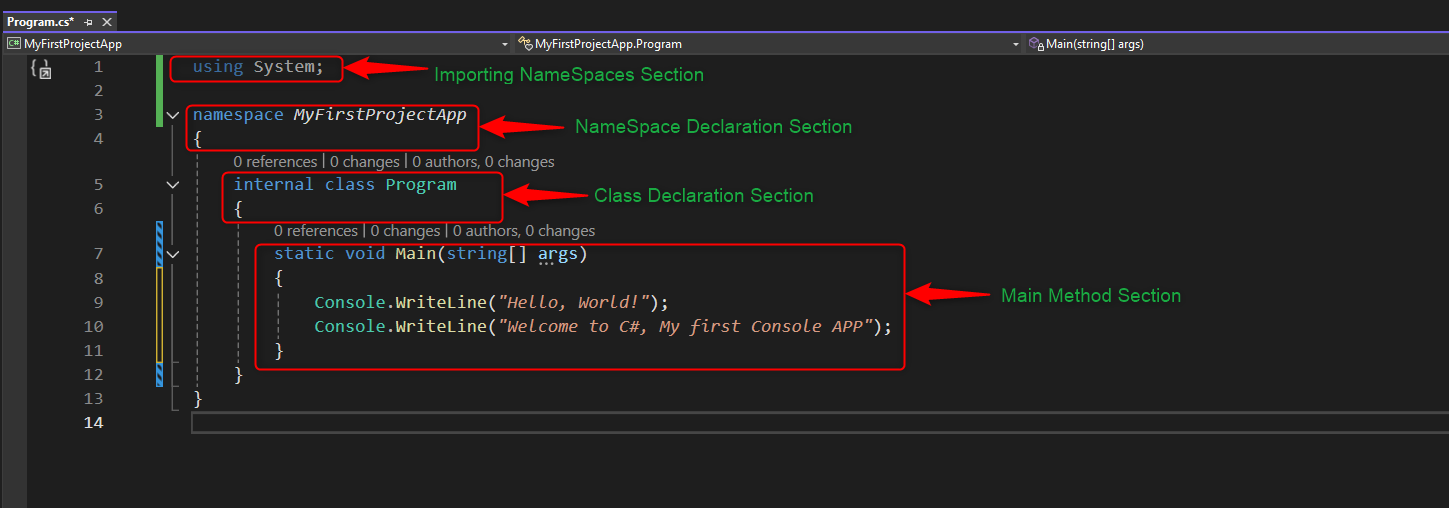 Program.cs*
C# MyFirstProjectApp
MyFirstProjectApp.Program
Main(string[] args)
1 using System;
Importing NameSpaces Section
2
3 namespace MyFirstProjectApp
NameSpace Declaration Section
4 {
0 references | 0 changes | 0 authors, 0 changes
5 internal class Program
Class Declaration Section
6 {
0 references | 0 changes | 0 authors, 0 changes
7 static void Main(string[] args)
8 {
9 Console.WriteLine("Hello, World!");
Main Method Section
10 Console.WriteLine("Welcome to C#, My first Console APP");
11 }
12 }
13 }
14